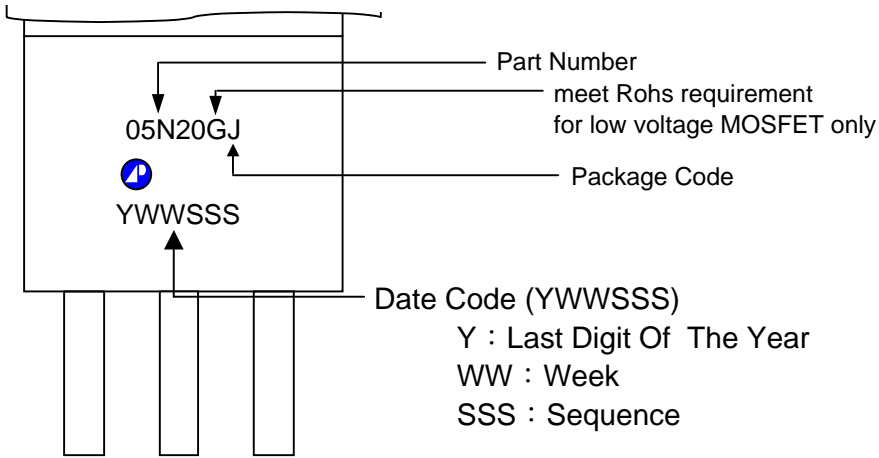 Part Number
meet Rohs requirement
for low voltage MOSFET only
05N20GJ
Package Code
YWWSSS
Date Code (YWWSSS)
Y：Last Digit Of The Year
WW：Week
SSS：Sequence